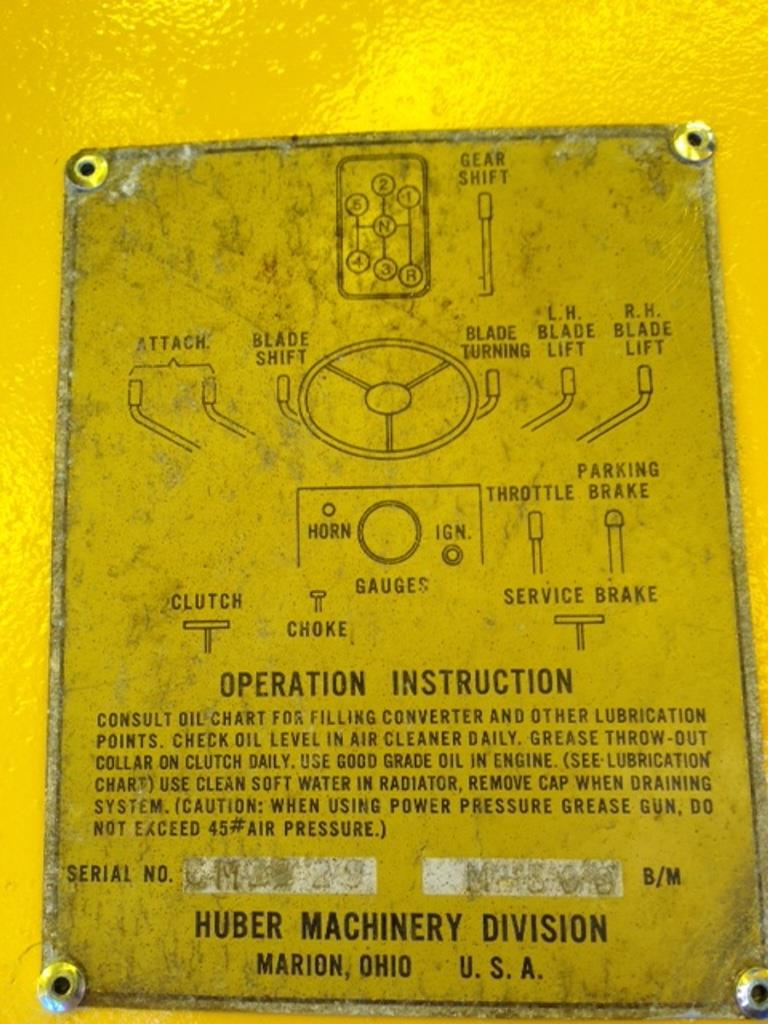 GEAR
SHIFT
2
5 1
N
4 3 R
ATTACH.
BLADE
SHIFT
BLADE
TURNING
L.H.
BLADE
LIFT
R.H.
BLADE
LIFT
HORN
IGN.
GAUGES
THROTTLE
PARKING
BRAKE
CLUTCH
CHOKE
SERVICE BRAKE
OPERATION INSTRUCTION
CONSULT OIL CHART FOR FILLING CONVERTER AND OTHER LUBRICATION
POINTS. CHECK OIL LEVEL IN AIR CLEANER DAILY. GREASE THROW-OUT
COLLAR ON CLUTCH DAILY. USE GOOD GRADE OIL IN ENGINE. (SEE LUBRICATION
CHART) USE CLEAN SOFT WATER IN RADIATOR, REMOVE CAP WHEN DRAINING
SYSTEM. (CAUTION: WHEN USING POWER PRESSURE GREASE GUN, DO
NOT EXCEED 45# AIR PRESSURE.)
SERIAL NO. B/M
HUBER MACHINERY DIVISION
MARION, OHIO U. S. A.